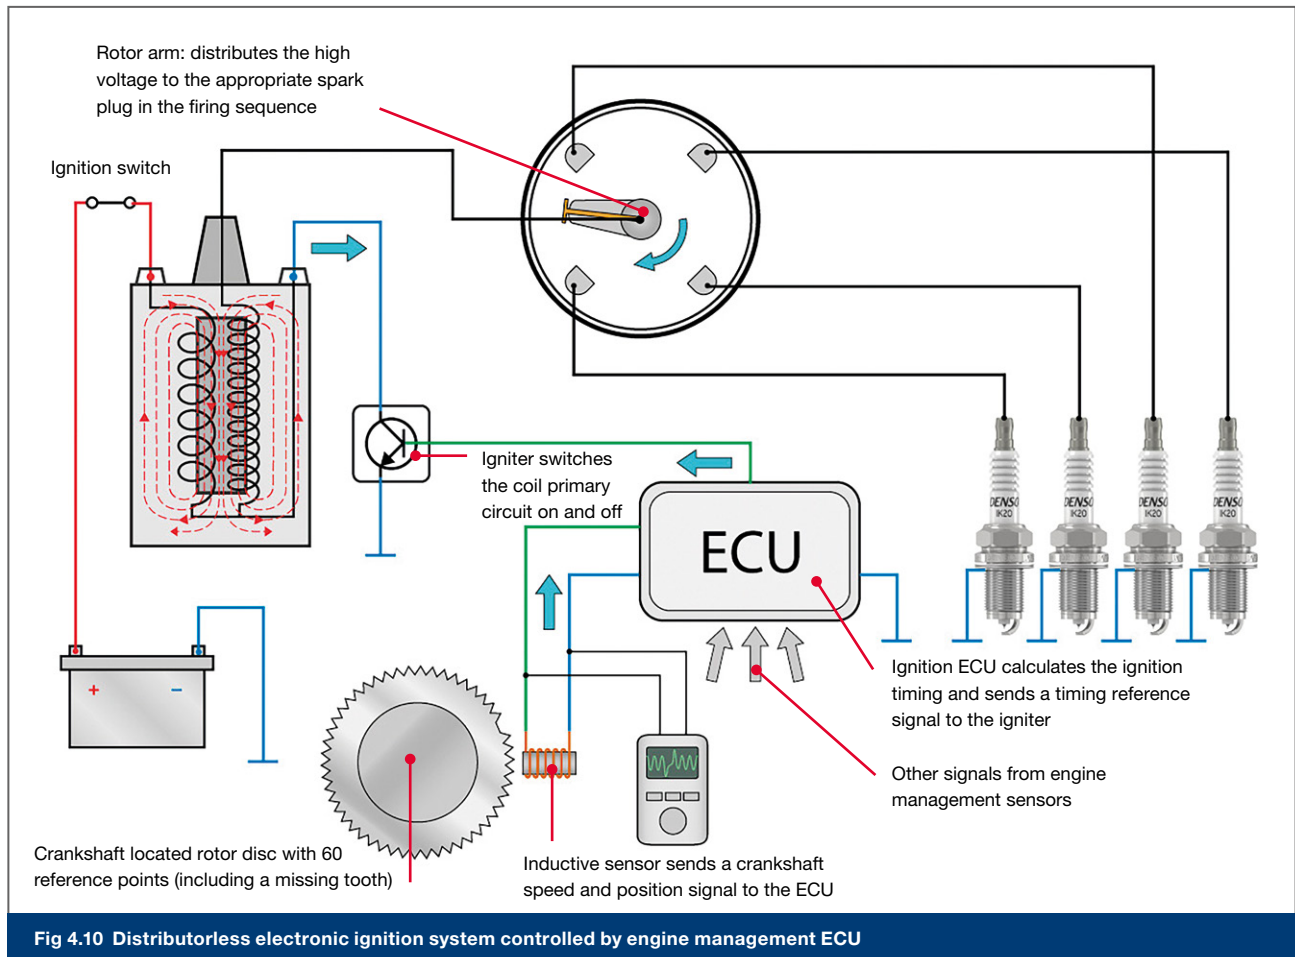 Rotor arm: distributes the high
voltage to the appropriate spark
plug in the firing sequence
Ignition switch
Igniter switches
the coil primary
circuit on and off
ECU
DENSO
IK20
DENSO
IK20
DENSO
IK20
DENSO
IK20
+
−
Ignition ECU calculates the ignition
timing and sends a timing reference
signal to the igniter
Other signals from engine
management sensors
Crankshaft located rotor disc with 60
reference points (including a missing tooth)
Inductive sensor sends a crankshaft
speed and position signal to the ECU
Fig 4.10 Distributorless electronic ignition system controlled by engine management ECU